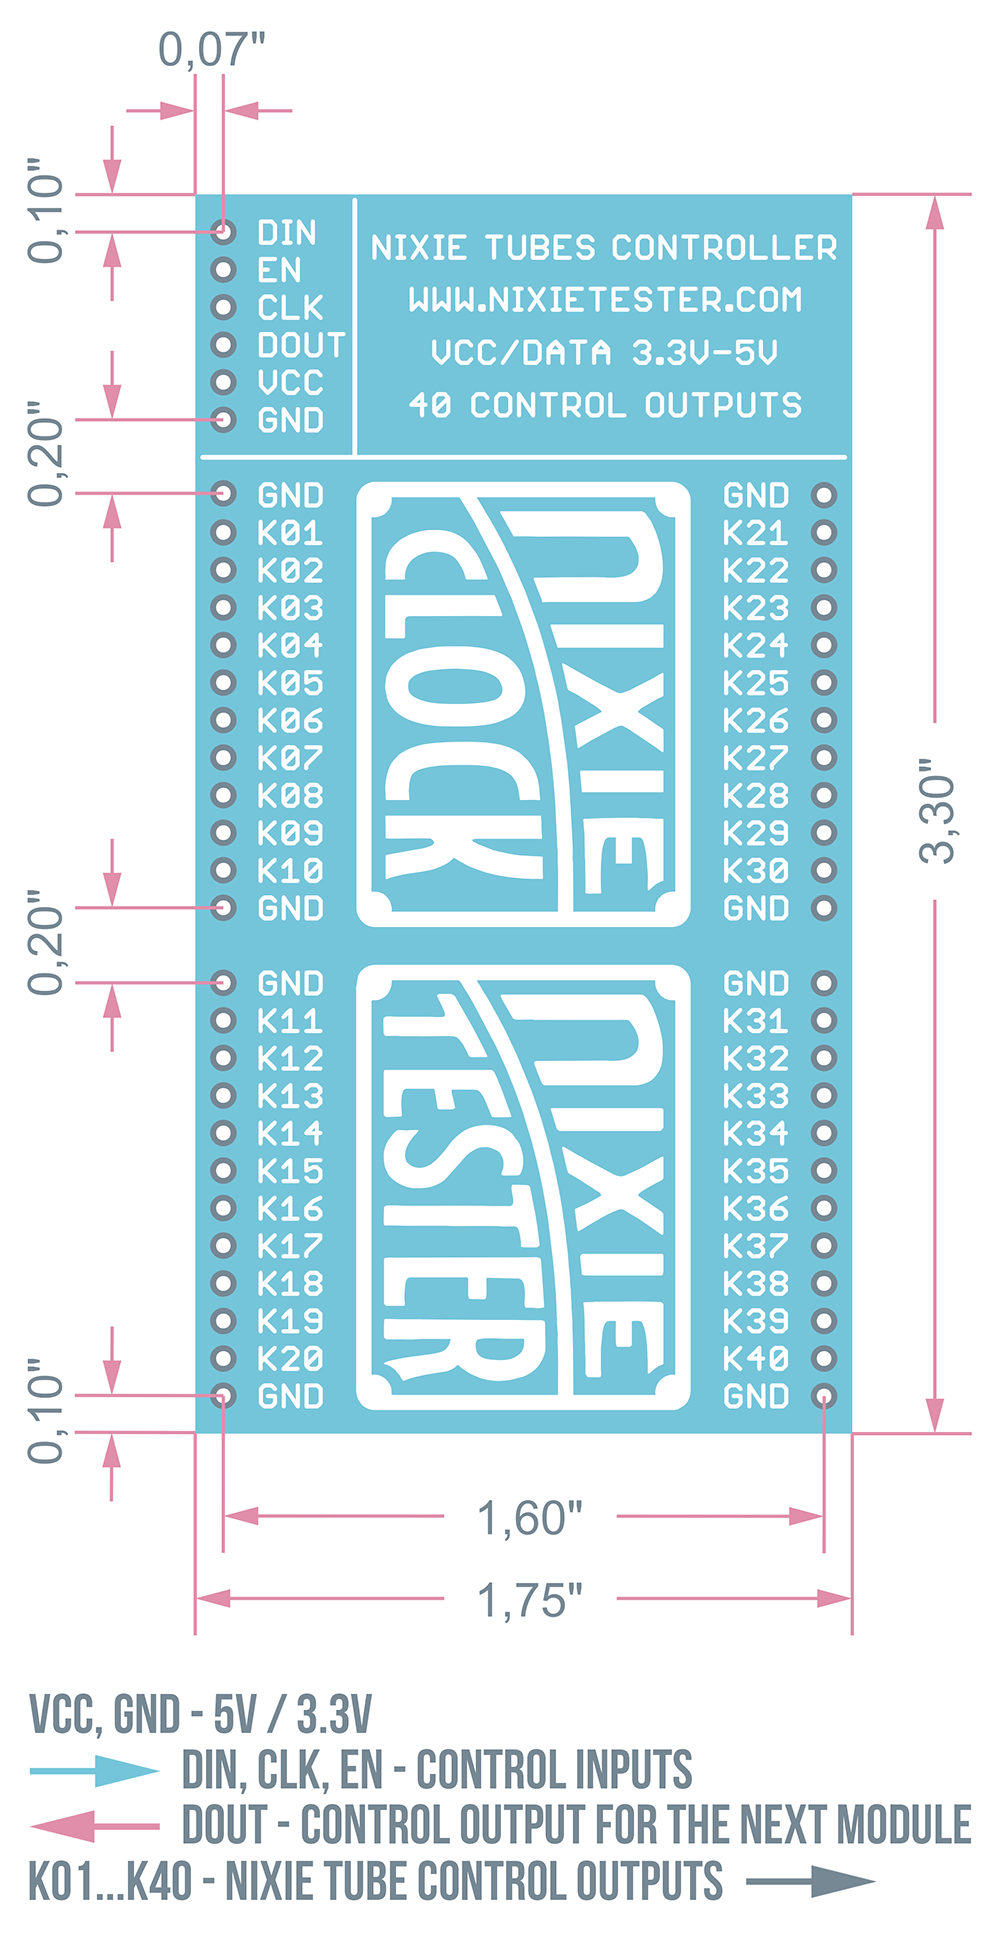 0,07"
0,10"
DIN
EN
CLK
DOUT
VCC
GND
NIXIE TUBES CONTROLLER
WWW.NIXIETESTER.COM
VCC/DATA 3.3V-5V
40 CONTROL OUTPUTS
0,20"
GND
K01
K02
K03
K04
K05
K06
K07
K08
K09
K10
GND
NIXIE
CLOCK
GND
K21
K22
K23
K24
K25
K26
K27
K28
K29
K30
GND
3,30"
0,20"
GND
K11
K12
K13
K14
K15
K16
K17
K18
K19
K20
GND
NIXIE
TESTER
GND
K31
K32
K33
K34
K35
K36
K37
K38
K39
K40
GND
0,10"
1,60"
1,75"
VCC, GND - 5V / 3.3V
DIN, CLK, EN - CONTROL INPUTS
DOUT - CONTROL OUTPUT FOR THE NEXT MODULE
K01...K40 - NIXIE TUBE CONTROL OUTPUTS